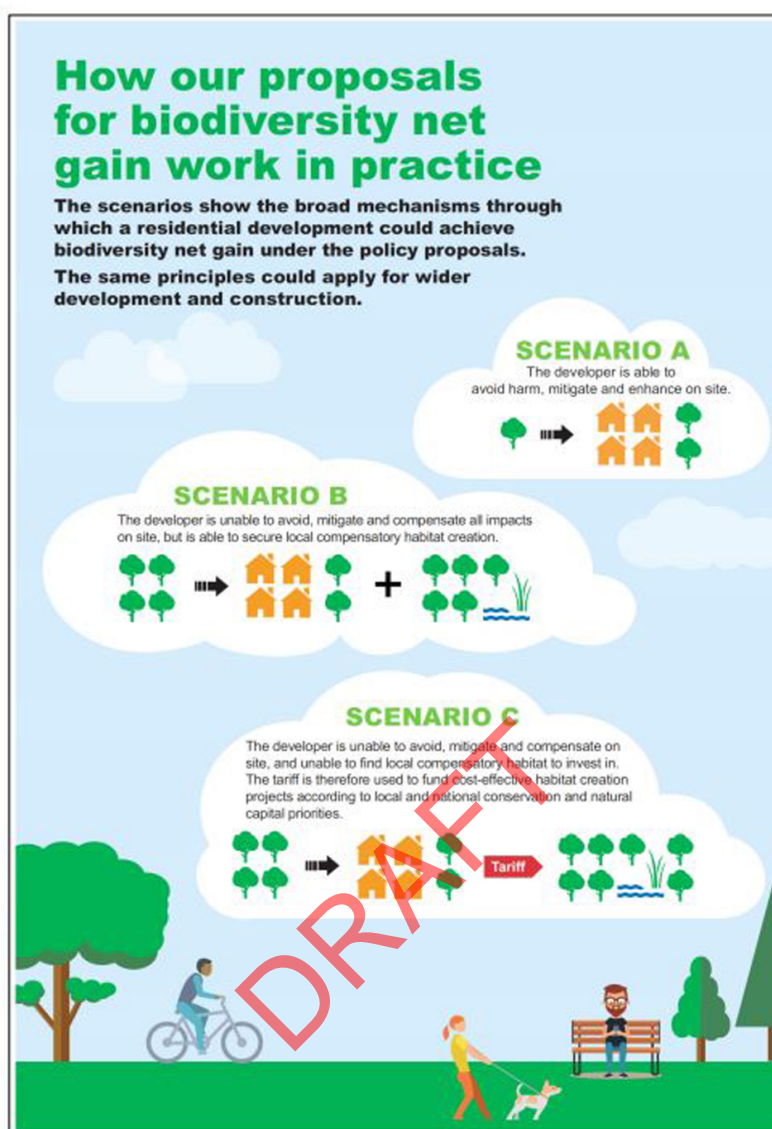 How our proposals
for biodiversity net
gain work in practice
The scenarios show the broad mechanisms through
which a residential development could achieve
biodiversity net gain under the policy proposals.
The same principles could apply for wider
development and construction.
SCENARIO A
The developer is able to
avoid harm, mitigate and enhance on site.
SCENARIO B
The developer is unable to avoid, mitigate and compensate all impacts
on site, but is able to secure local compensatory habitat creation.
+
SCENARIO C
The developer is unable to avoid, mitigate and compensate on
site, and unable to find local compensatory habitat to invest in.
The tariff is therefore used to fund cost-effective habitat creation
projects according to local and national conservation and natural
capital priorities.
Tariff
DRAFT